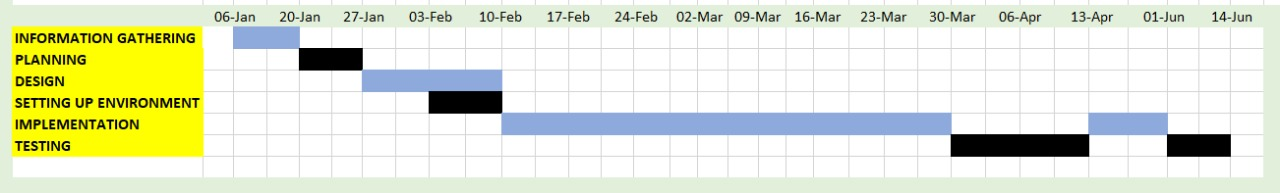 06-Jan 20-Jan 27-Jan 03-Feb 10-Feb 17-Feb 24-Feb 02-Mar 09-Mar 16-Mar 23-Mar 30-Mar 06-Apr 13-Apr 01-Jun 14-Jun
INFORMATION GATHERING
PLANNING
DESIGN
SETTING UP ENVIRONMENT
IMPLEMENTATION
TESTING